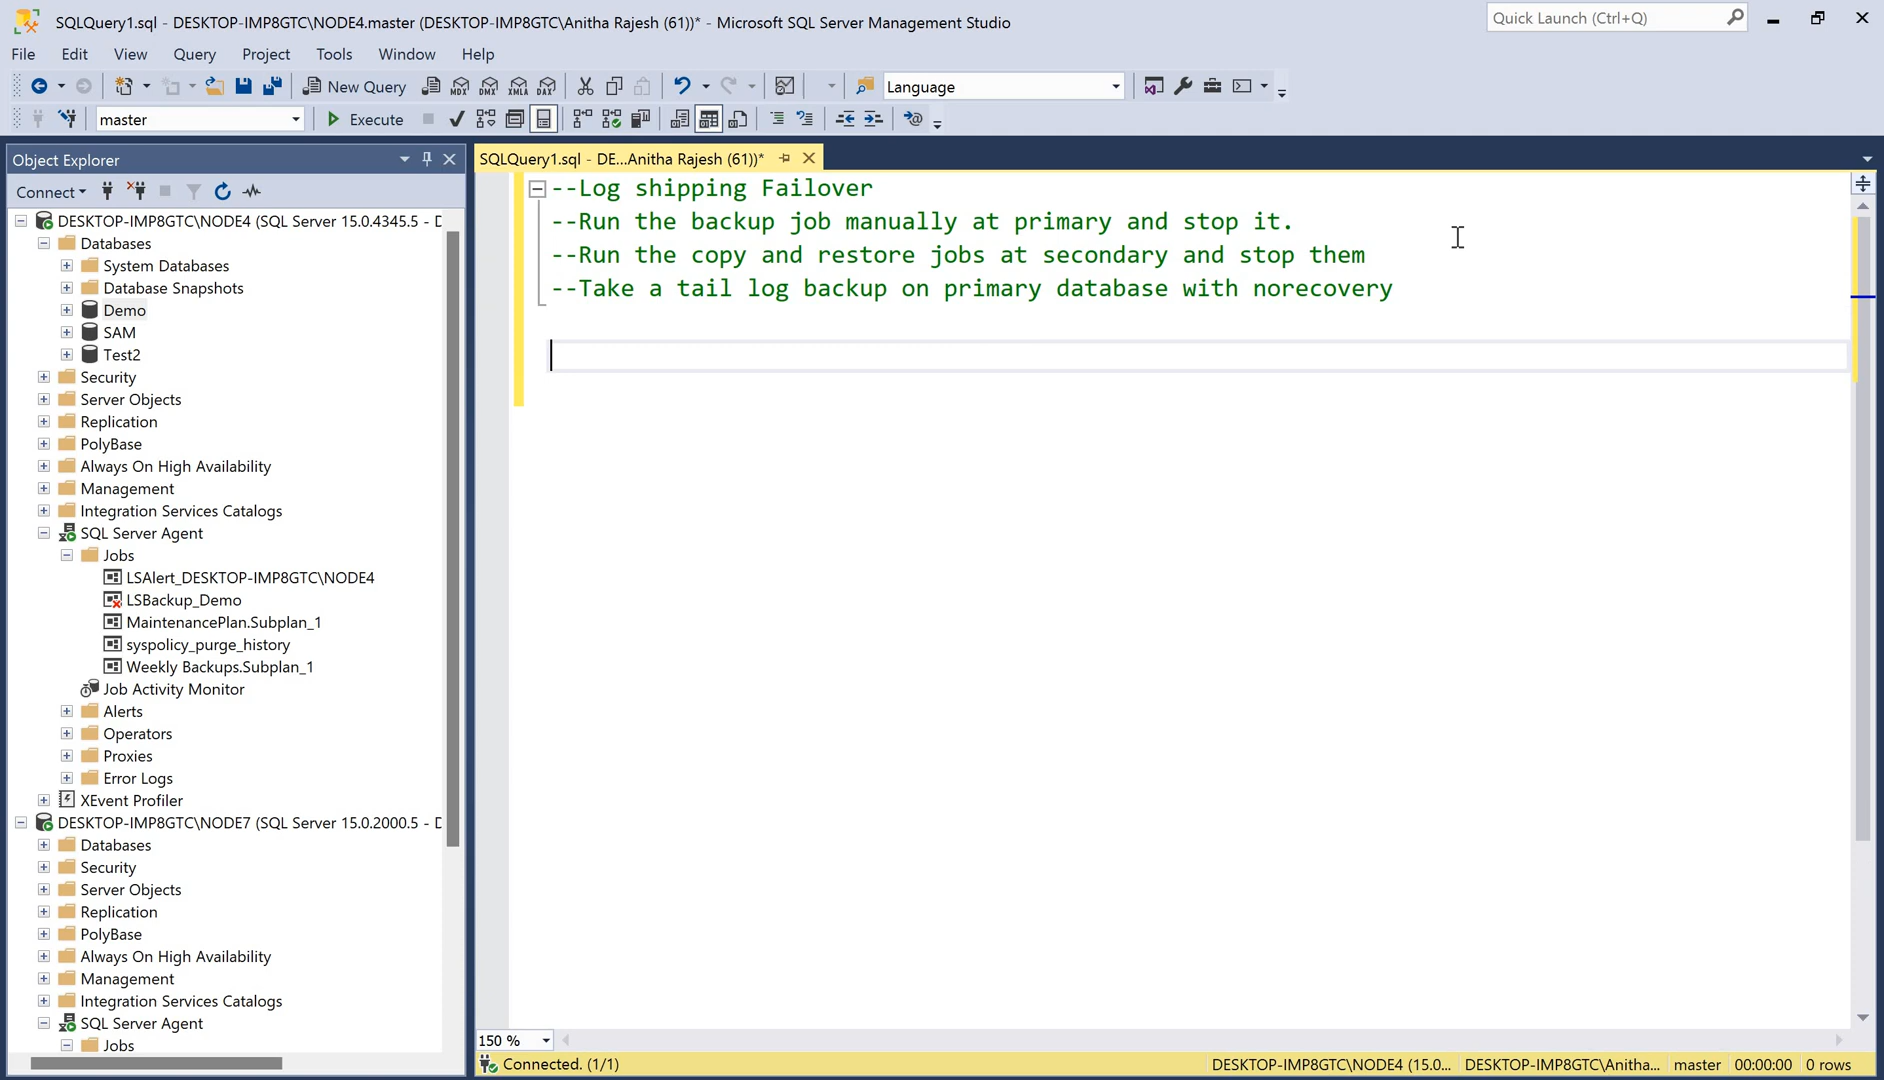 SQLQuery1.sql - DESKTOP-IMP8GTC\NODE4.master (DESKTOP-IMP8GTC\Anitha Rajesh (61))* - Microsoft SQL Server Management Studio
Quick Launch (Ctrl+Q)
File Edit View Query Project Tools Window Help
New Query MDX DMX XMLA DAX Language
master Execute
Object Explorer
SQLQuery1.sql - DE...Anitha Rajesh (61))*
Connect
DESKTOP-IMP8GTC\NODE4 (SQL Server 15.0.4345.5 - D
Databases
System Databases
Database Snapshots
Demo
SAM
Test2
Security
Server Objects
Replication
PolyBase
Always On High Availability
Management
Integration Services Catalogs
SQL Server Agent
Jobs
LSAlert_DESKTOP-IMP8GTC\NODE4
LSBackup_Demo
MaintenancePlan.Subplan_1
syspolicy_purge_history
Weekly Backups.Subplan_1
Job Activity Monitor
Alerts
Operators
Proxies
Error Logs
XEvent Profiler
DESKTOP-IMP8GTC\NODE7 (SQL Server 15.0.2000.5 - D
Databases
Security
Server Objects
Replication
PolyBase
Always On High Availability
Management
Integration Services Catalogs
SQL Server Agent
Jobs
--Log shipping Failover
--Run the backup job manually at primary and stop it.
--Run the copy and restore jobs at secondary and stop them
--Take a tail log backup on primary database with norecovery
150 %
Connected. (1/1)
DESKTOP-IMP8GTC\NODE4 (15.0... DESKTOP-IMP8GTC\Anitha... master 00:00:00 0 rows